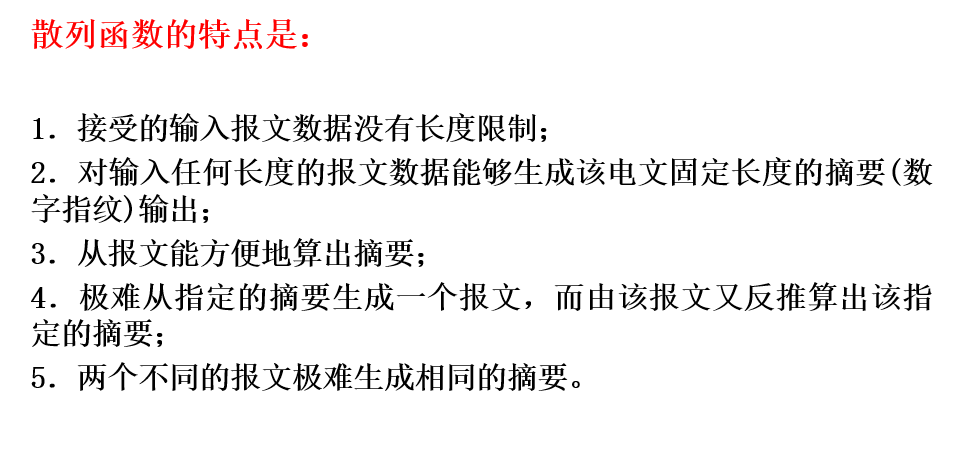 散列函数的特点是：
1. 接受的输入报文数据没有长度限制；
2. 对输入任何长度的报文数据能够生成该电文固定长度的摘要(数
字指纹)输出；
3. 从报文能方便地算出摘要；
4. 极难从指定的摘要生成一个报文，而由该报文又反推算出该指
定的摘要；
5. 两个不同的报文极难生成相同的摘要。